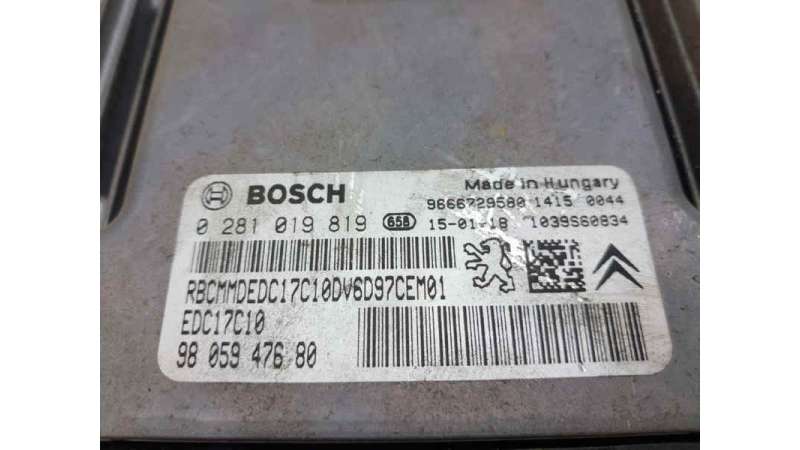 BOSCH
Made in Hungary
9666729580 1415 0044
0 281 019 819 65B 15-01-18 1039S60834
RBCMMDEDC17C10DV6D97CEM01
EDC17C10
98 059 476 80